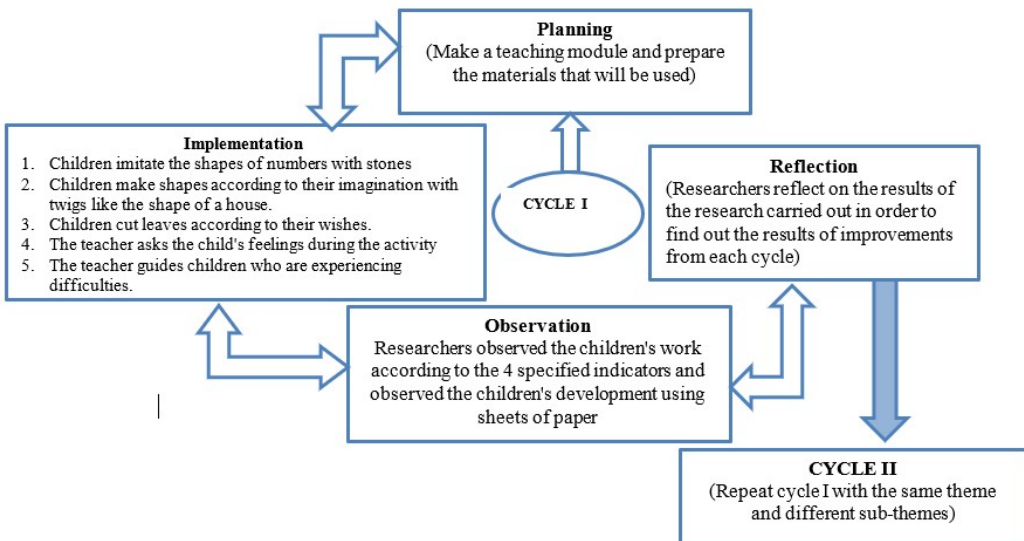 Planning
(Make a teaching module and prepare
the materials that will be used)
Implementation
1. Children imitate the shapes of numbers with stones
2. Children make shapes according to their imagination with
twigs like the shape of a house.
3. Children cut leaves according to their wishes.
4. The teacher asks the child's feelings during the activity
5. The teacher guides children who are experiencing
difficulties.
CYCLE I
Reflection
(Researchers reflect on the results of
the research carried out in order to
find out the results of improvements
from each cycle)
Observation
Researchers observed the children's work
according to the 4 specified indicators and
observed the children's development using
sheets of paper
CYCLE II
(Repeat cycle I with the same theme
and different sub-themes)